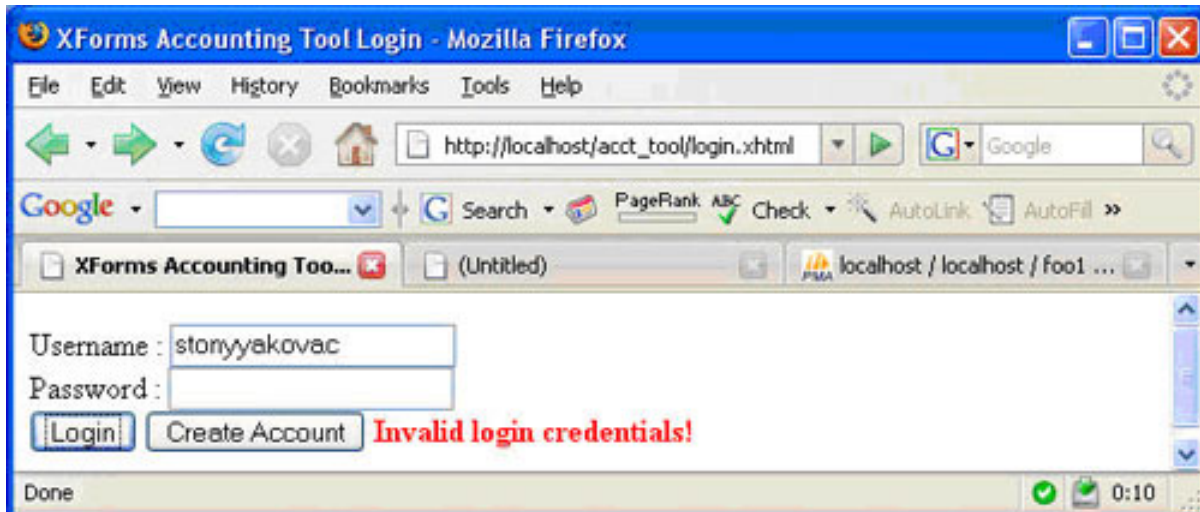 XForms Accounting Tool Login - Mozilla Firefox
File Edit View History Bookmarks Tools Help
http://localhost/acct_tool/login.xhtml G Google
Google G Search PageRank ABC Check AutoLink AutoFill »
XForms Accounting Too... (Untitled) PMA localhost / localhost / foo1 ...
Username : stonyyakovac
Password :
Login Create Account Invalid login credentials!
Done 0:10